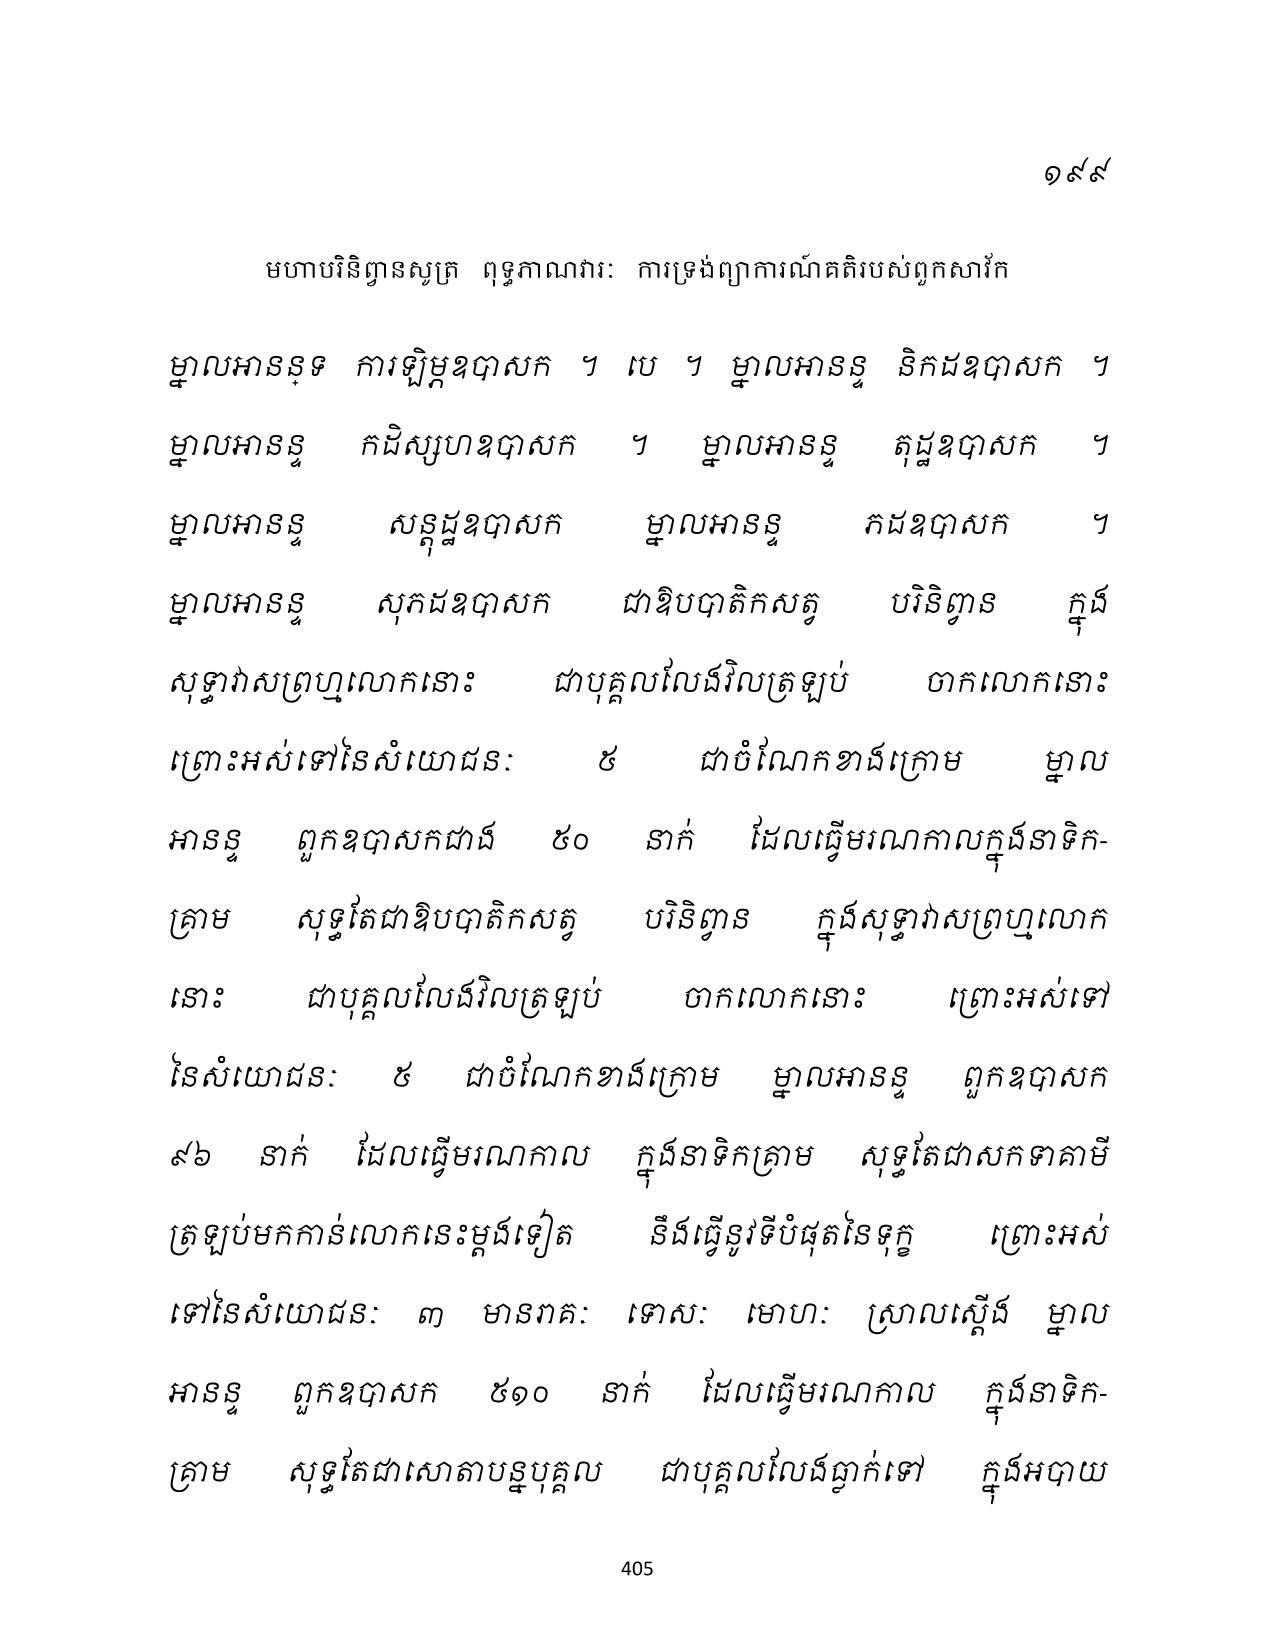 ១៩៩
មហាបរិនិព្វានសូត្រ ពុទ្ធភាណវារៈ ការទ្រង់ព្យាការណ៍គតិរបស់ពួកសាវ័ក
ម្នាលអានន្ទ ការឡិម្ភឧបាសក ។ បេ ។ ម្នាលអានន្ទ និកដឧបាសក ។
ម្នាលអានន្ទ កដិស្សហឧបាសក ។ ម្នាលអានន្ទ តុដ្ឋឧបាសក ។
ម្នាលអានន្ទ សន្តុដ្ឋឧបាសក ម្នាលអានន្ទ ភដឧបាសក ។
ម្នាលអានន្ទ សុភដឧបាសក ជាឱបបាតិកសត្វ បរិនិព្វាន ក្នុង
សុទ្ធាវាសព្រហ្មលោកនោះ ជាបុគ្គលលែងវិលត្រឡប់ ចាកលោកនោះ
ព្រោះអស់ទៅនៃសំយោជនៈ ៥ ជាចំណែកខាងក្រោម ម្នាល
អានន្ទ ពួកឧបាសកជាង ៥០ នាក់ ដែលធ្វើមរណកាលក្នុងនាទិក-
គ្រាម សុទ្ធតែជាឱបបាតិកសត្វ បរិនិព្វាន ក្នុងសុទ្ធាវាសព្រហ្មលោក
នោះ ជាបុគ្គលលែងវិលត្រឡប់ ចាកលោកនោះ ព្រោះអស់ទៅ
នៃសំយោជនៈ ៥ ជាចំណែកខាងក្រោម ម្នាលអានន្ទ ពួកឧបាសក
៩៦ នាក់ ដែលធ្វើមរណកាល ក្នុងនាទិកគ្រាម សុទ្ធតែជាសកទាគាមី
ត្រឡប់មកកាន់លោកនេះម្តងទៀត នឹងធ្វើនូវទីបំផុតនៃទុក្ខ ព្រោះអស់
ទៅនៃសំយោជនៈ ៣ មានរាគៈ ទោសៈ មោហៈ ស្រាលស្តើង ម្នាល
អានន្ទ ពួកឧបាសក ៥១០ នាក់ ដែលធ្វើមរណកាល ក្នុងនាទិក-
គ្រាម សុទ្ធតែជាសោតាបន្នបុគ្គល ជាបុគ្គលលែងធ្លាក់ទៅ ក្នុងអបាយ
405